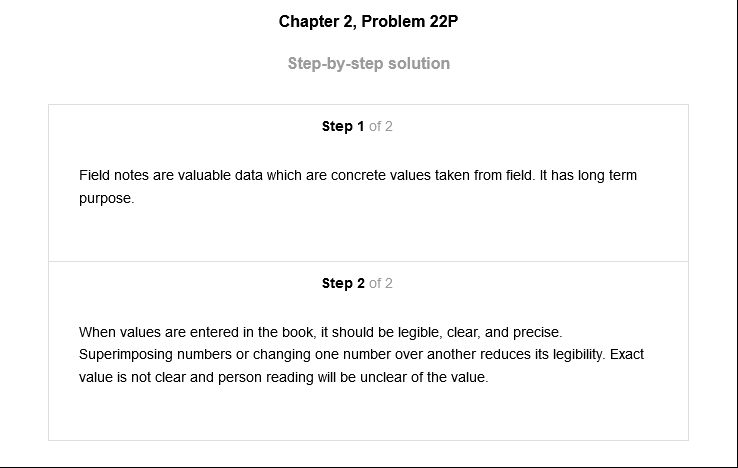 Chapter 2, Problem 22P
Step-by-step solution
Step 1 of 2
Field notes are valuable data which are concrete values taken from field. It has long term
purpose.
Step 2 of 2
When values are entered in the book, it should be legible, clear, and precise.
Superimposing numbers or changing one number over another reduces its legibility. Exact
value is not clear and person reading will be unclear of the value.